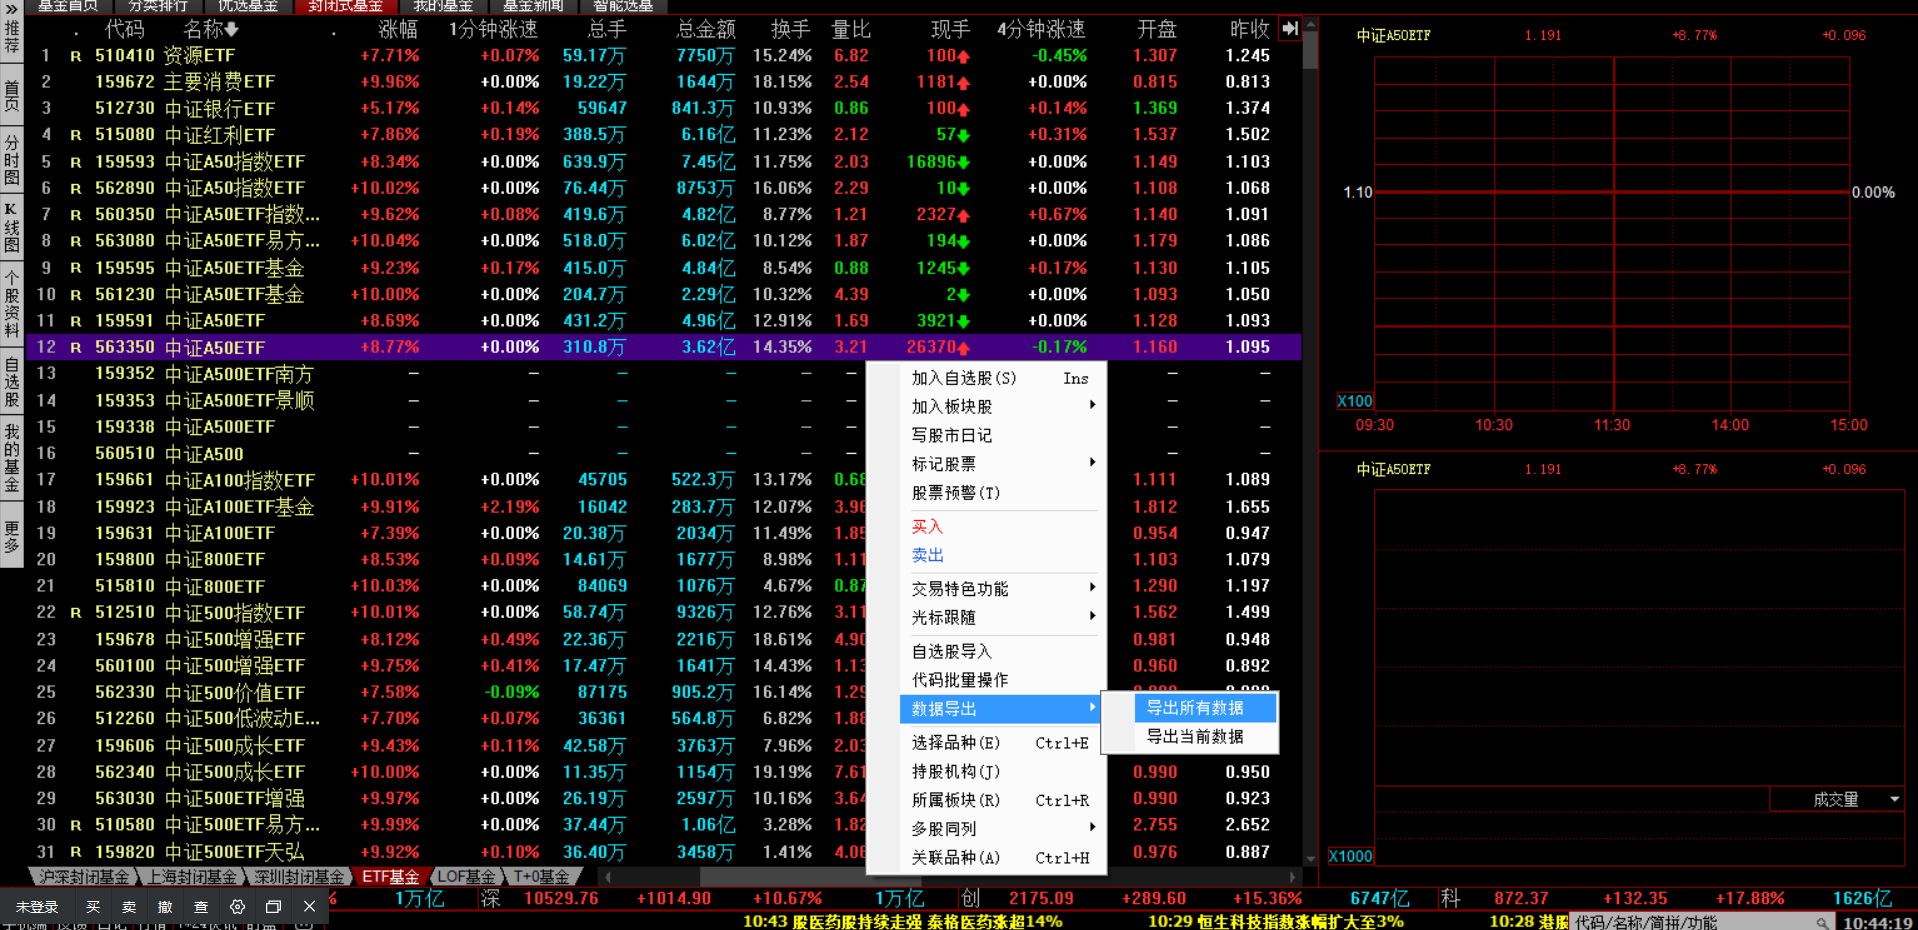 基金首页 分类排行 优选基金 封闭式基金 我的基金 基金新闻 智能选基
» 推荐
首页
分时图
K线图
个股资料
自选股
我的基金
更多
代码 名称 涨幅 1分钟涨速 总手 总金额 换手 量比 现手 4分钟涨速 开盘 昨收
1 R 510410 资源ETF +7.71% +0.07% 59.17万 7750万 15.24% 6.82 100 -0.45% 1.307 1.245
2 159672 主要消费ETF +9.96% +0.00% 19.22万 1644万 18.15% 2.54 1181 +0.00% 0.815 0.813
3 512730 中证银行ETF +5.17% +0.14% 59647 841.3万 10.93% 0.86 100 +0.14% 1.369 1.374
4 R 515080 中证红利ETF +7.86% +0.19% 388.5万 6.16亿 11.23% 2.12 57 +0.31% 1.537 1.502
5 R 159593 中证A50指数ETF +8.34% +0.00% 639.9万 7.45亿 11.75% 2.03 16896 +0.00% 1.149 1.103
6 R 562890 中证A50指数ETF +10.02% +0.00% 76.44万 8753万 16.06% 2.29 10 +0.00% 1.108 1.068
7 R 560350 中证A50ETF指数... +9.62% +0.08% 419.6万 4.82亿 8.77% 1.21 2327 +0.67% 1.140 1.091
8 R 563080 中证A50ETF易方... +10.04% +0.00% 518.0万 6.02亿 10.12% 1.87 194 +0.00% 1.179 1.086
9 R 159595 中证A50ETF基金 +9.23% +0.17% 415.0万 4.84亿 8.54% 0.88 1245 +0.17% 1.130 1.105
10 R 561230 中证A50ETF基金 +10.00% +0.00% 204.7万 2.29亿 10.32% 4.39 2 +0.00% 1.093 1.050
11 R 159591 中证A50ETF +8.69% +0.00% 431.2万 4.96亿 12.91% 1.69 3921 +0.00% 1.128 1.093
12 R 563350 中证A50ETF +8.77% +0.00% 310.8万 3.62亿 14.35% 3.21 26370 -0.17% 1.160 1.095
13 159352 中证A500ETF南方 — — — — — — — —
14 159353 中证A500ETF景顺 — — — — — — — —
15 159338 中证A500ETF — — — — — — — —
16 560510 中证A500 — — — — — — — —
17 159661 中证A100指数ETF +10.01% +0.00% 45705 522.3万 13.17% 0.68 1.111 1.089
18 159923 中证A100ETF基金 +9.91% +2.19% 16042 283.7万 12.07% 3.98 1.812 1.655
19 159631 中证A100ETF +7.39% +0.00% 20.38万 2034万 11.49% 1.85 0.954 0.947
20 159800 中证800ETF +8.53% +0.09% 14.61万 1677万 8.98% 1.11 1.103 1.079
21 515810 中证800ETF +10.03% +0.00% 84069 1076万 4.67% 0.87 1.290 1.197
22 R 512510 中证500指数ETF +10.01% +0.00% 58.74万 9326万 12.76% 3.11 1.562 1.499
23 159678 中证500增强ETF +8.12% +0.49% 22.36万 2216万 18.61% 4.90 0.981 0.948
24 560100 中证500增强ETF +9.75% +0.41% 17.47万 1641万 14.43% 1.13 0.960 0.892
25 562330 中证500价值ETF +7.58% -0.09% 87175 905.2万 16.14% 1.29
26 512260 中证500低波动E... +7.70% +0.07% 36361 564.8万 6.82% 1.88
27 159606 中证500成长ETF +9.43% +0.11% 42.58万 3763万 7.96% 2.03
28 562340 中证500成长ETF +10.00% +0.00% 11.35万 1154万 19.19% 7.61 0.990 0.950
29 563030 中证500ETF增强 +9.97% +0.00% 26.19万 2597万 10.16% 3.64 0.990 0.923
30 R 510580 中证500ETF易方... +9.99% +0.00% 37.44万 1.06亿 3.28% 1.82 2.755 2.652
31 R 159820 中证500ETF天弘 +9.92% +0.10% 36.40万 3458万 1.41% 4.08 0.976 0.887
加入自选股(S) Ins
加入板块股
写股市日记
标记股票
股票预警(T)
买入
卖出
交易特色功能
光标跟随
自选股导入
代码批量操作
数据导出
导出所有数据
导出当前数据
选择品种(E) Ctrl+E
持股机构(J)
所属板块(R) Ctrl+R
多股同列
关联品种(A) Ctrl+H
中证A50ETF 1.191 +8.77% +0.096
1.10 0.00%
X100
09:30 10:30 11:30 14:00 15:00
中证A50ETF 1.191 +8.77% +0.096
成交量
X1000
沪深封闭基金 上海封闭基金 深圳封闭基金 ETF基金 LOF基金 T+0基金
% 1万亿 深 10529.76 +1014.90 +10.67% 1万亿 创 2175.09 +289.60 +15.36% 6747亿 科 872.37 +132.35 +17.88% 1626亿
未登录 买 卖 撤 查
10:43 股医药股持续走强 泰格医药涨超14% 10:29 恒生科技指数涨幅扩大至3% 10:28 港股
代码/名称/简拼/功能
10:44:19